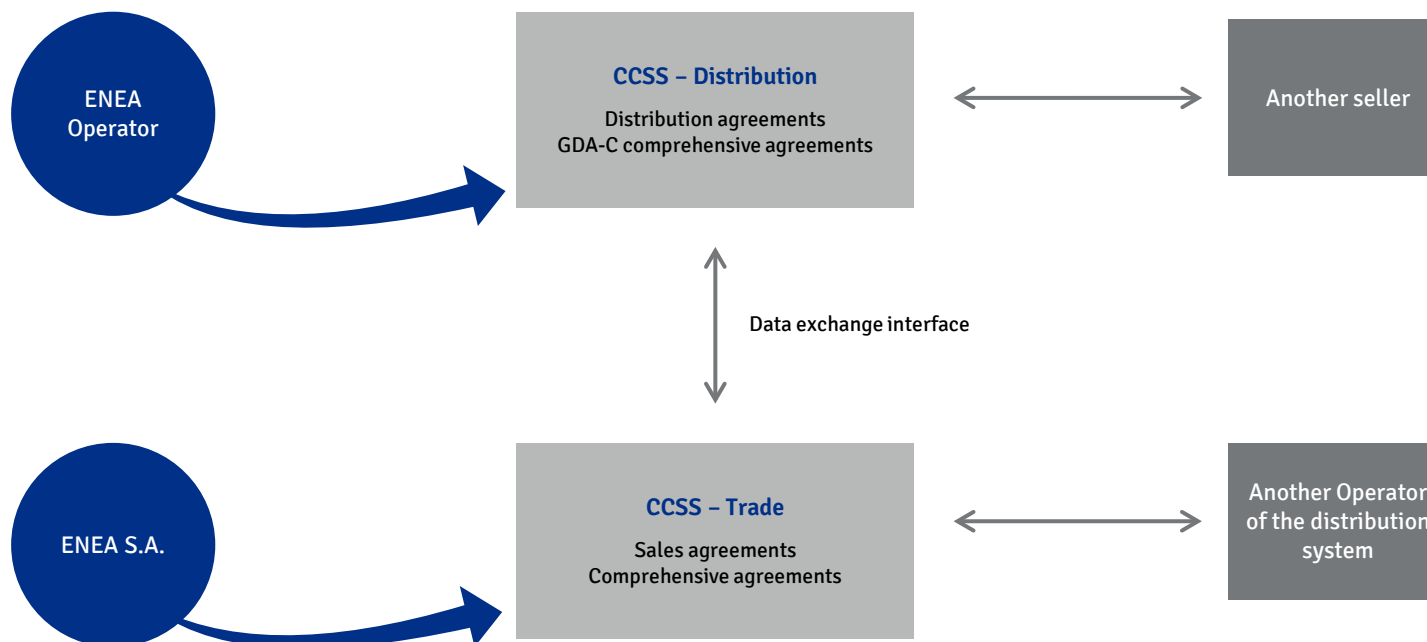 ENEA
Operator
CCSS – Distribution
Distribution agreements
GDA-C comprehensive agreements
Another seller
Data exchange interface
ENEA S.A.
CCSS – Trade
Sales agreements
Comprehensive agreements
Another Operator
of the distribution
system